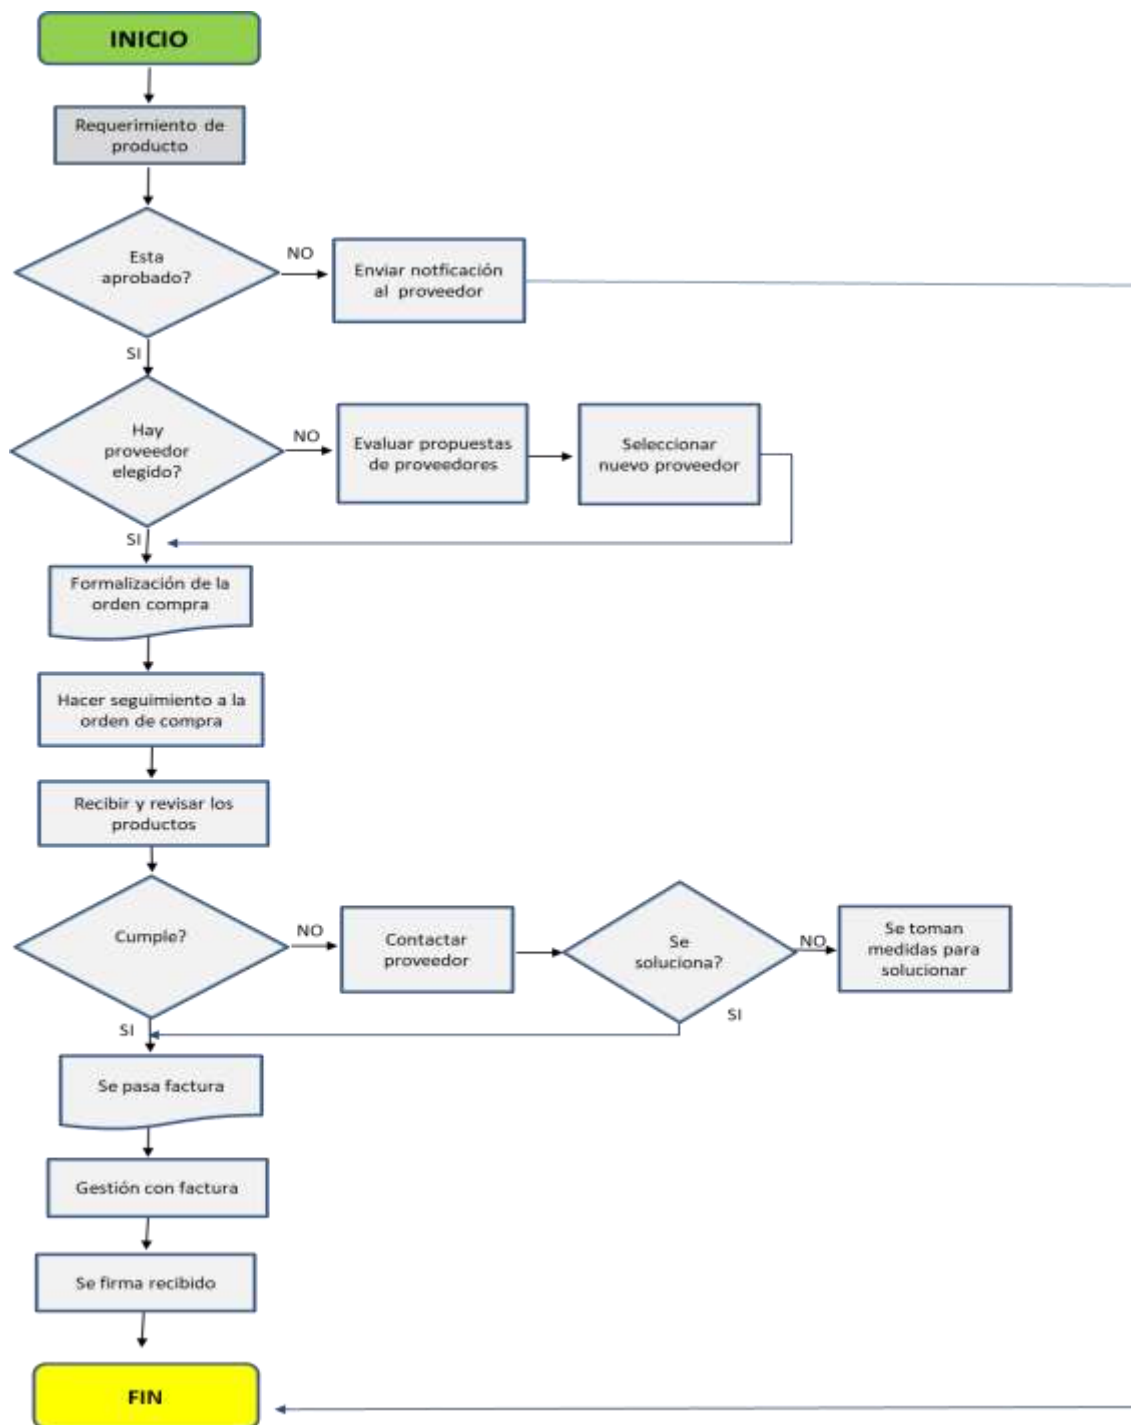 INICIO
Requerimiento de
producto
Esta
aprobado?
NO
Enviar notficación
al proveedor
SI
Hay
proveedor
elegido?
NO
Evaluar propuestas
de proveedores
Seleccionar
nuevo proveedor
SI
Formalización de la
orden compra
Hacer seguimiento a la
orden de compra
Recibir y revisar los
productos
Cumple?
NO
Contactar
proveedor
Se
soluciona?
NO
Se toman
medidas para
solucionar
SI
SI
Se pasa factura
Gestión con factura
Se firma recibido
FIN